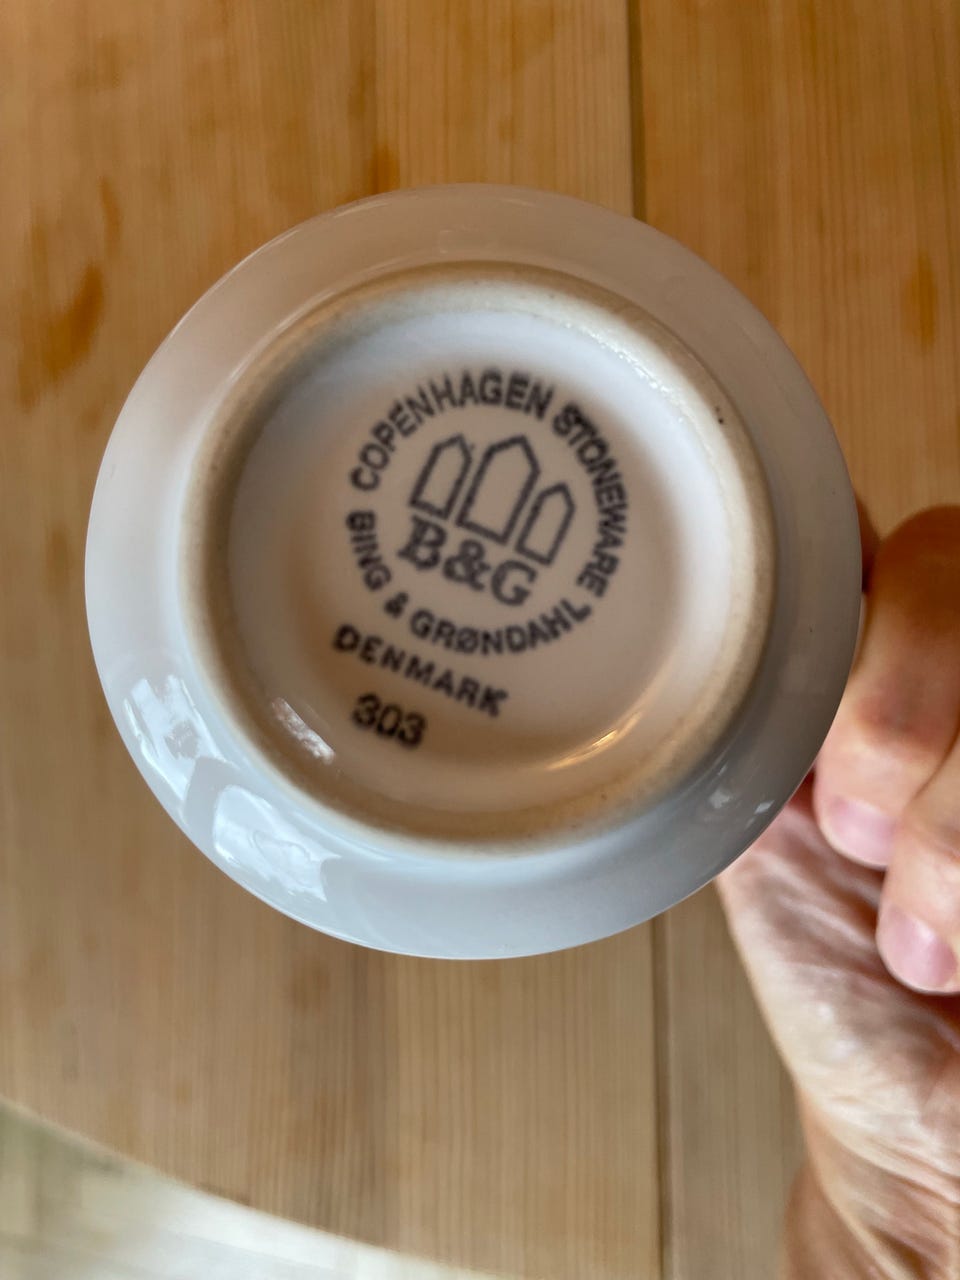 COPENHAGEN STONEWARE
B&G
BING & GRØNDAHL
DENMARK
303